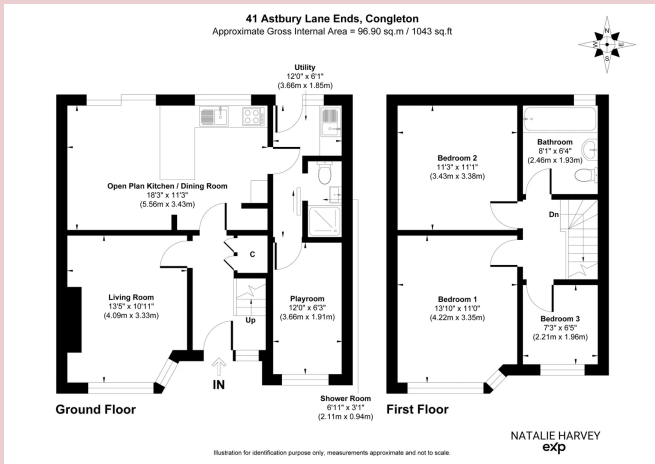 41 Astbury Lane Ends, Congleton
Approximate Gross Internal Area = 96.90 sq.m / 1043 sq.ft
N
W
E
S
Utility
12'0" x 6'1"
(3.66m x 1.85m)
Open Plan Kitchen / Dining Room
18'3" x 11'3"
(5.56m x 3.43m)
C
Living Room
13'5" x 10'11"
(4.09m x 3.33m)
Up
Playroom
12'0" x 6'3"
(3.66m x 1.91m)
IN
Shower Room
6'11" x 3'1"
(2.11m x 0.94m)
Ground Floor
Bedroom 2
11'3" x 11'1"
(3.43m x 3.38m)
Bathroom
8'1" x 6'4"
(2.46m x 1.93m)
Dn
Bedroom 1
13'10" x 11'0"
(4.22m x 3.35m)
Bedroom 3
7'3" x 6'5"
(2.21m x 1.96m)
First Floor
NATALIE HARVEY
exp
Illustration for identification purpose only, measurements approximate and not to scale.